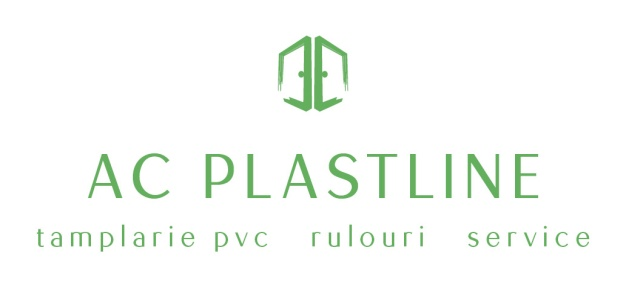 AC PLASTLINE
tamplarie pvc rulouri service